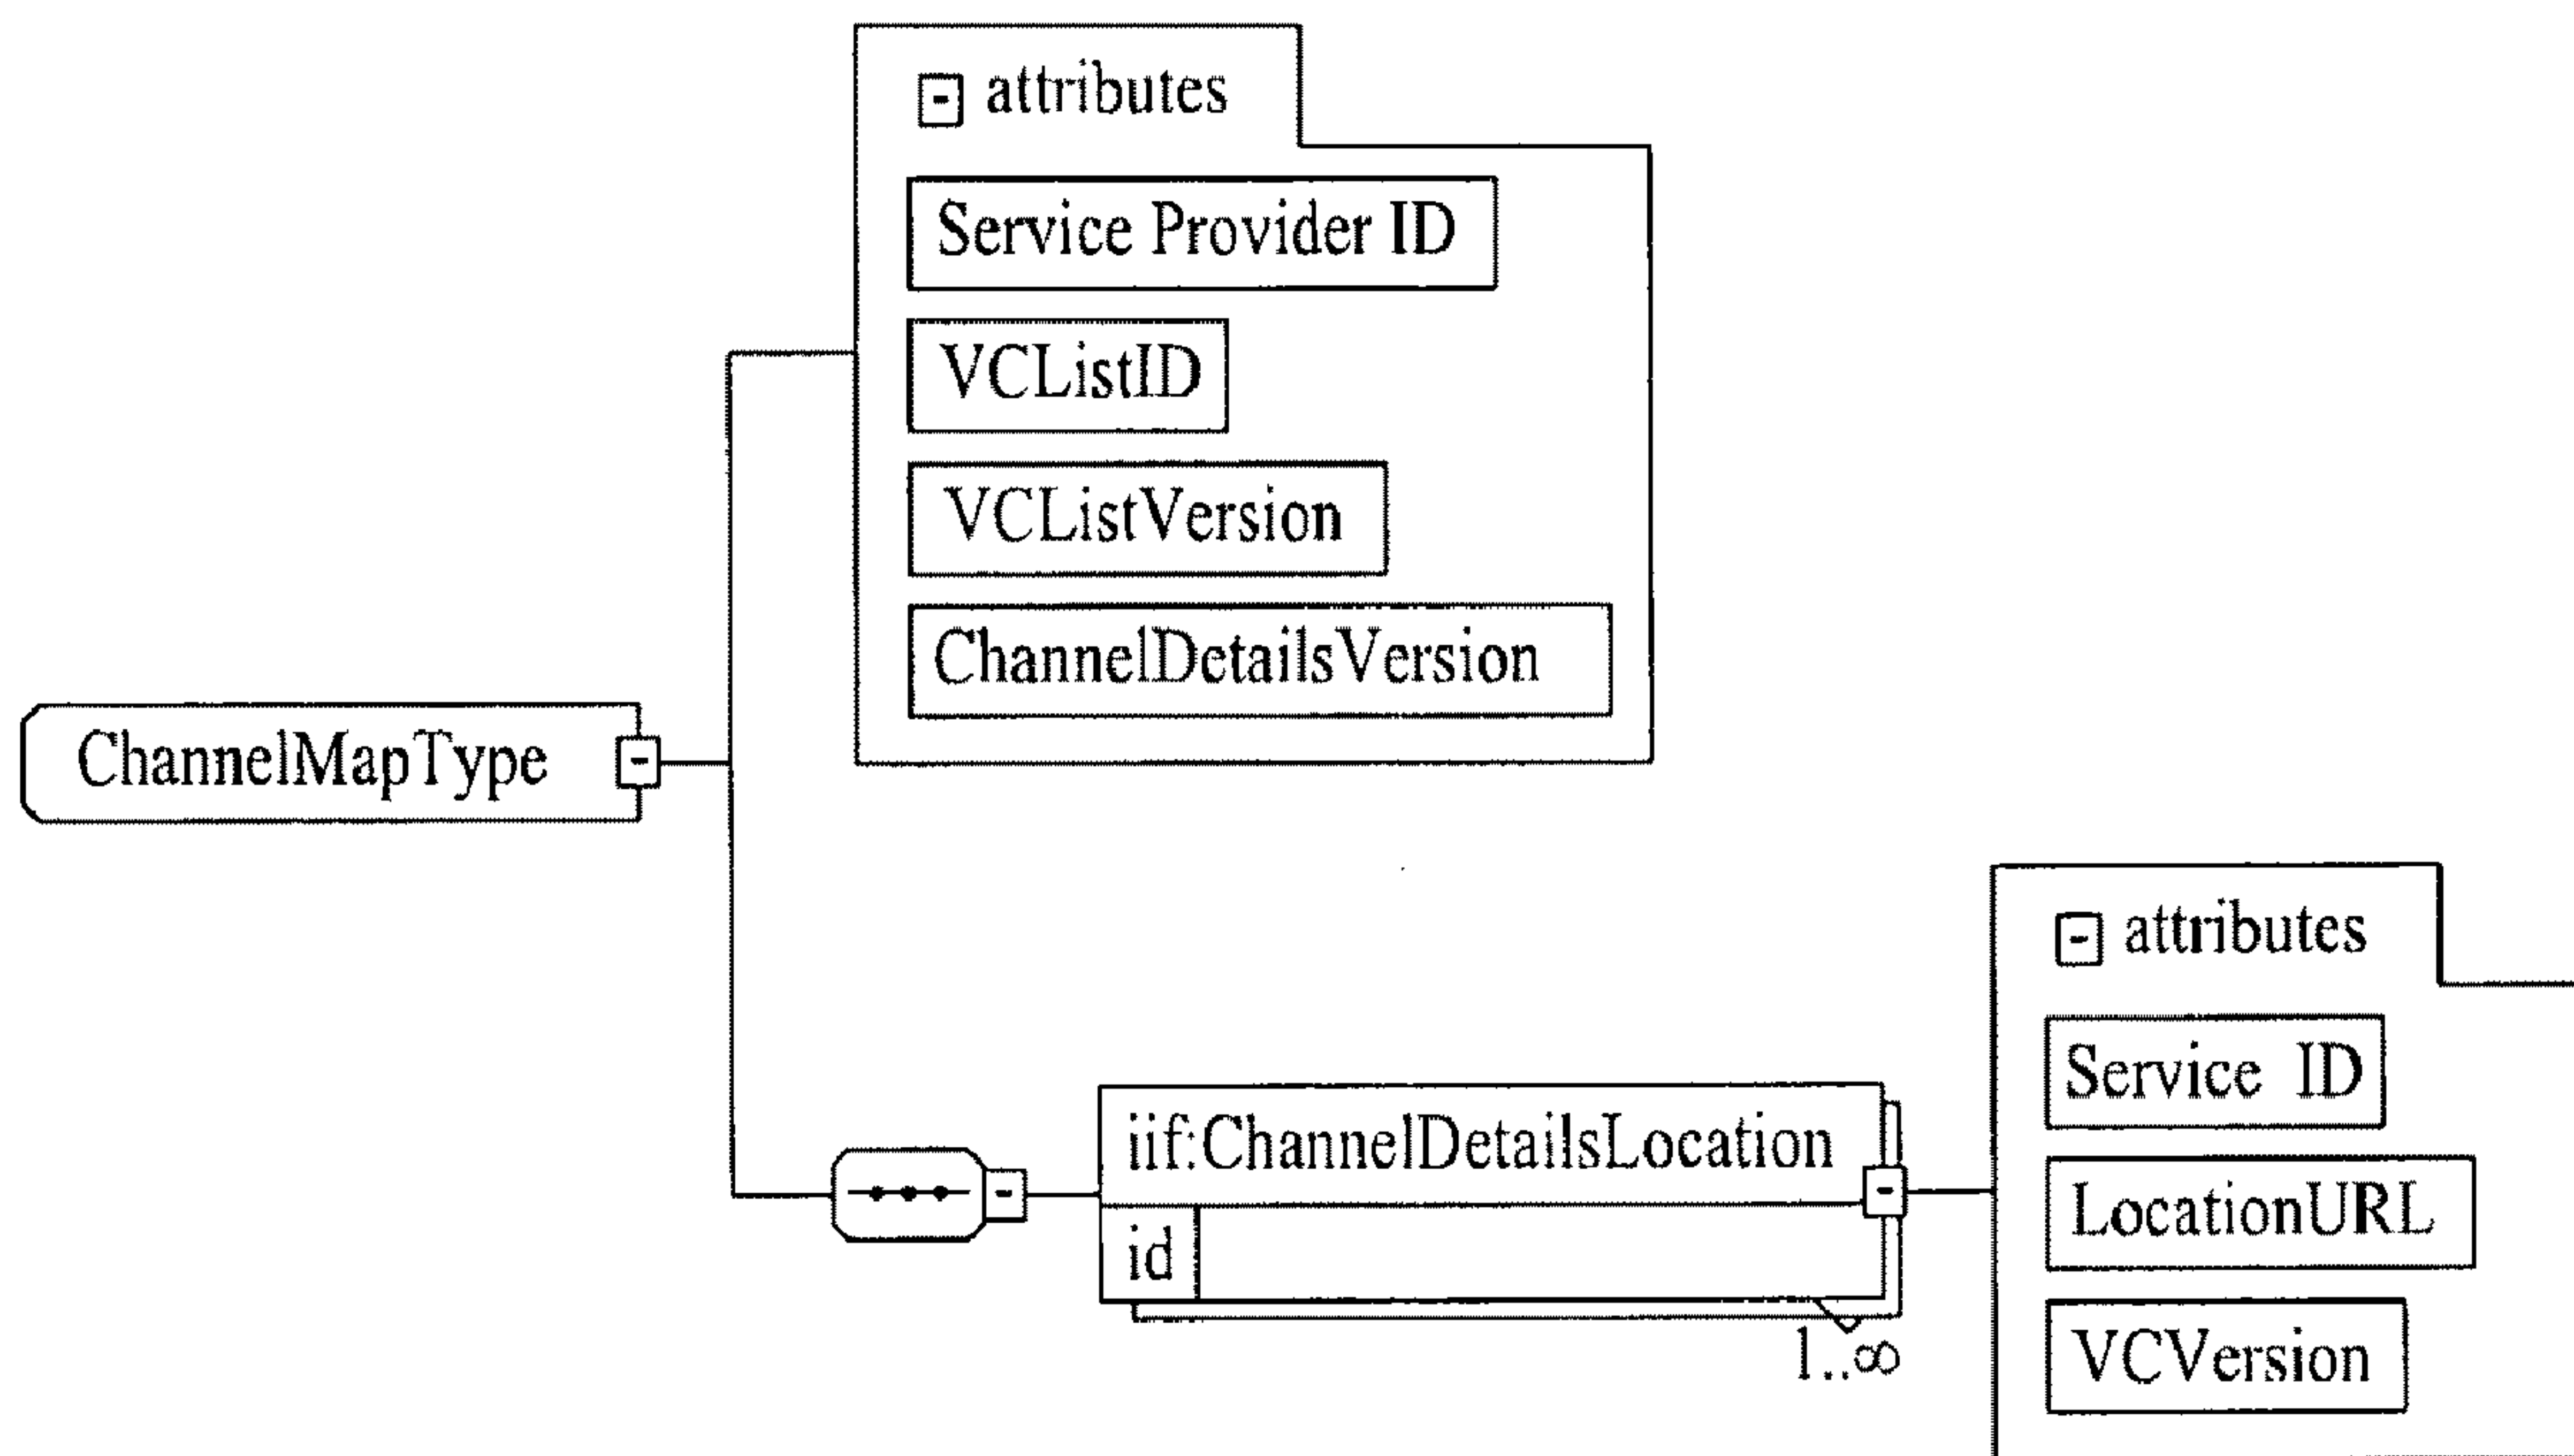 attributes
Service Provider ID
VCListID
VCListVersion
ChannelDetailsVersion
ChannelMapType
attributes
Service ID
iif:ChannelDetailsLocation
LocationURL
id
VCVersion
1..∞